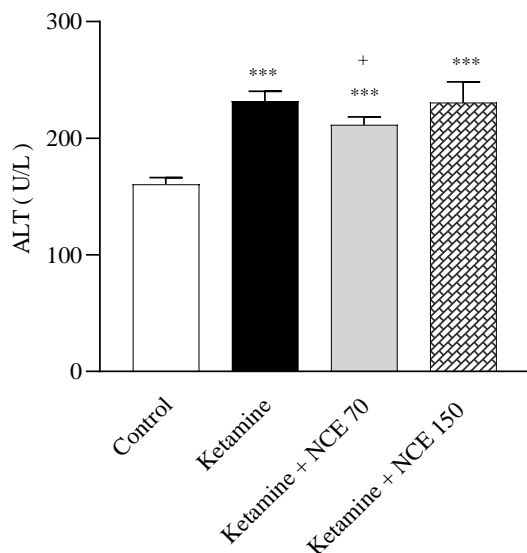 300
200
100
0
ALT ( U/L )
***
+
***
***
Control
Ketamine
Ketamine + NCE 70
Ketamine + NCE 150